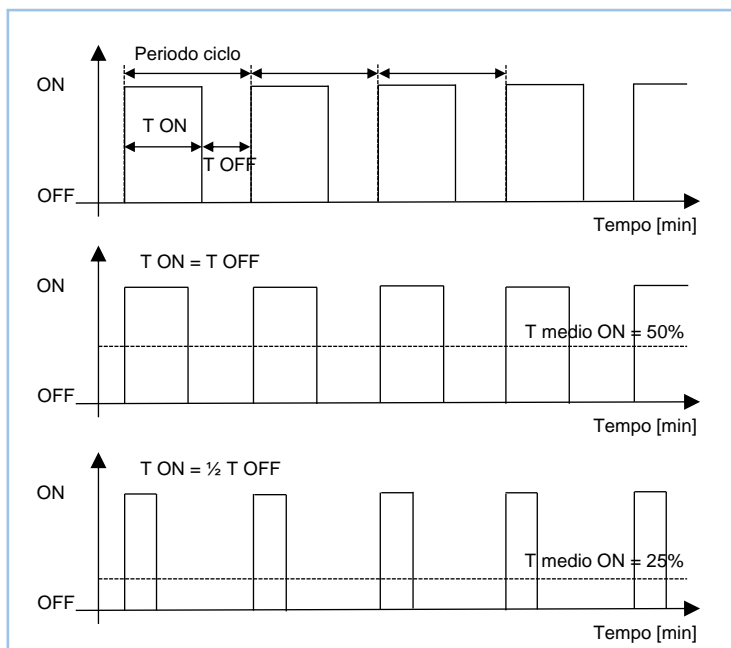 Periodo ciclo
ON
T ON
T OFF
OFF
Tempo [min]
T ON = T OFF
ON
T medio ON = 50%
OFF
Tempo [min]
T ON = ½ T OFF
ON
T medio ON = 25%
OFF
Tempo [min]